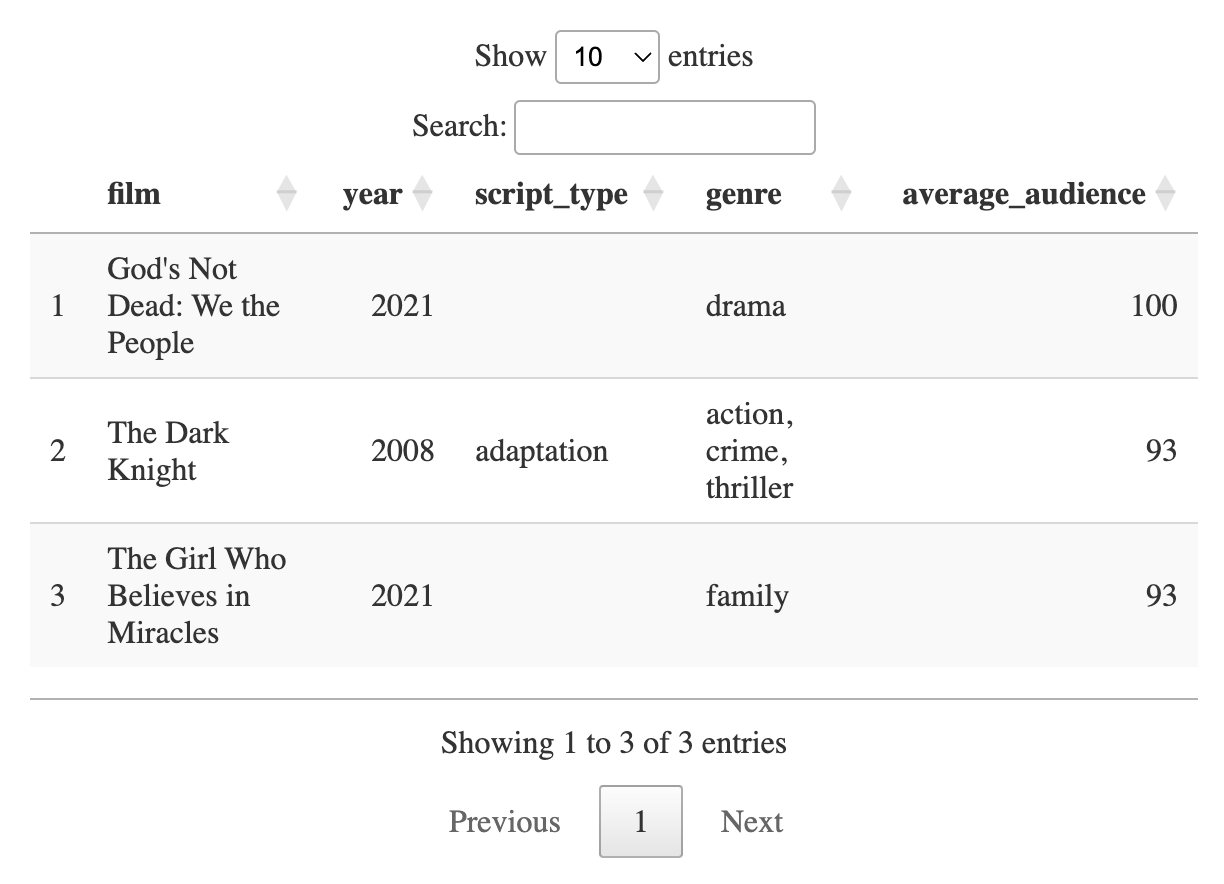 Show 10 entries
Search:
film year script_type genre average_audience
1 God's Not Dead: We the People 2021 drama 100
2 The Dark Knight 2008 adaptation action, crime, thriller 93
3 The Girl Who Believes in Miracles 2021 family 93
Showing 1 to 3 of 3 entries
Previous 1 Next